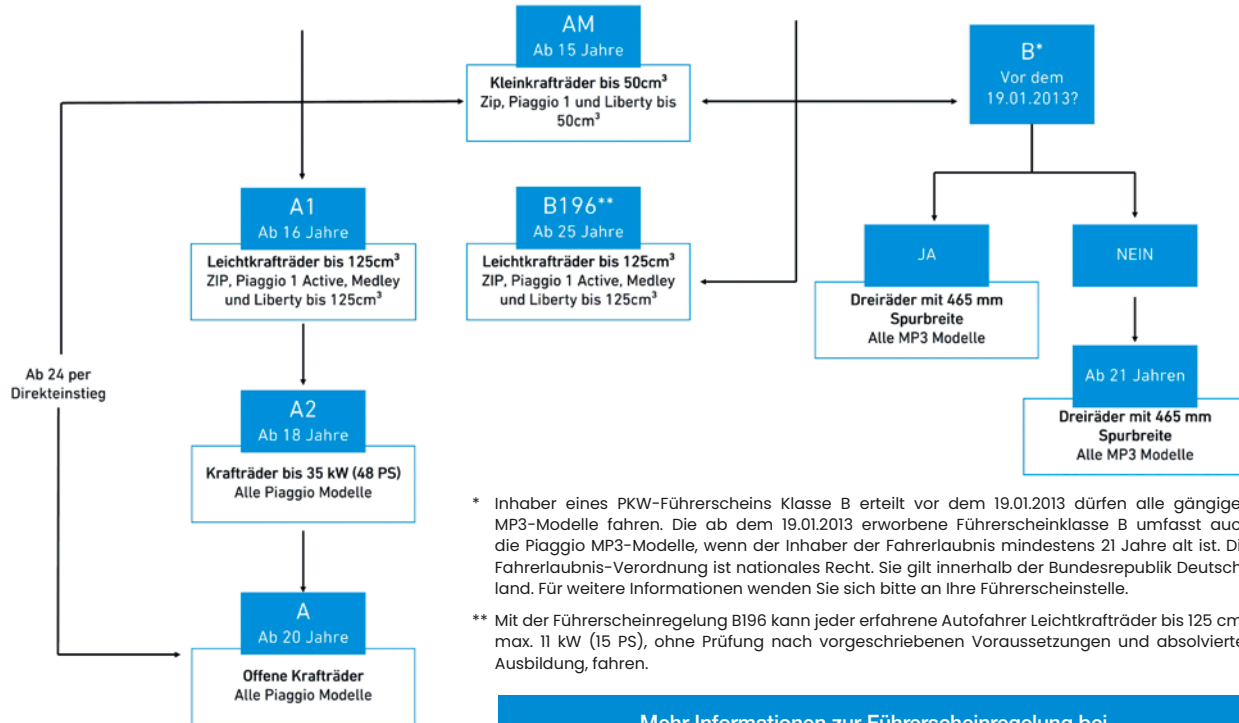 AM
Ab 15 Jahre
Kleinkrafträder bis 50cm³
Zip, Piaggio 1 und Liberty bis
50cm³
B*
Vor dem
19.01.2013?
A1
Ab 16 Jahre
Leichtkrafträder bis 125cm³
ZIP, Piaggio 1 Active, Medley
und Liberty bis 125cm³
B196**
Ab 25 Jahre
Leichtkrafträder bis 125cm³
ZIP, Piaggio 1 Active, Medley
und Liberty bis 125cm³
JA
Dreiräder mit 465 mm
Spurbreite
Alle MP3 Modelle
NEIN
Ab 21 Jahren
Dreiräder mit 465 mm
Spurbreite
Alle MP3 Modelle
Ab 24 per
Direkteinstieg
A2
Ab 18 Jahre
Krafträder bis 35 kW (48 PS)
Alle Piaggio Modelle
A
Ab 20 Jahre
Offene Krafträder
Alle Piaggio Modelle
* Inhaber eines PKW-Führerscheins Klasse B erteilt vor dem 19.01.2013 dürfen alle gängige
MP3-Modelle fahren. Die ab dem 19.01.2013 erworbene Führerscheinklasse B umfasst auc
die Piaggio MP3-Modelle, wenn der Inhaber der Fahrerlaubnis mindestens 21 Jahre alt ist. Di
Fahrerlaubnis-Verordnung ist nationales Recht. Sie gilt innerhalb der Bundesrepublik Deutsch
land. Für weitere Informationen wenden Sie sich bitte an Ihre Führerscheinstelle.
** Mit der Führerscheinregelung B196 kann jeder erfahrene Autofahrer Leichtkrafträder bis 125 cm
max. 11 kW (15 PS), ohne Prüfung nach vorgeschriebenen Voraussetzungen und absolvierte
Ausbildung, fahren.
Mehr Informationen zur Führerscheinregelung bei